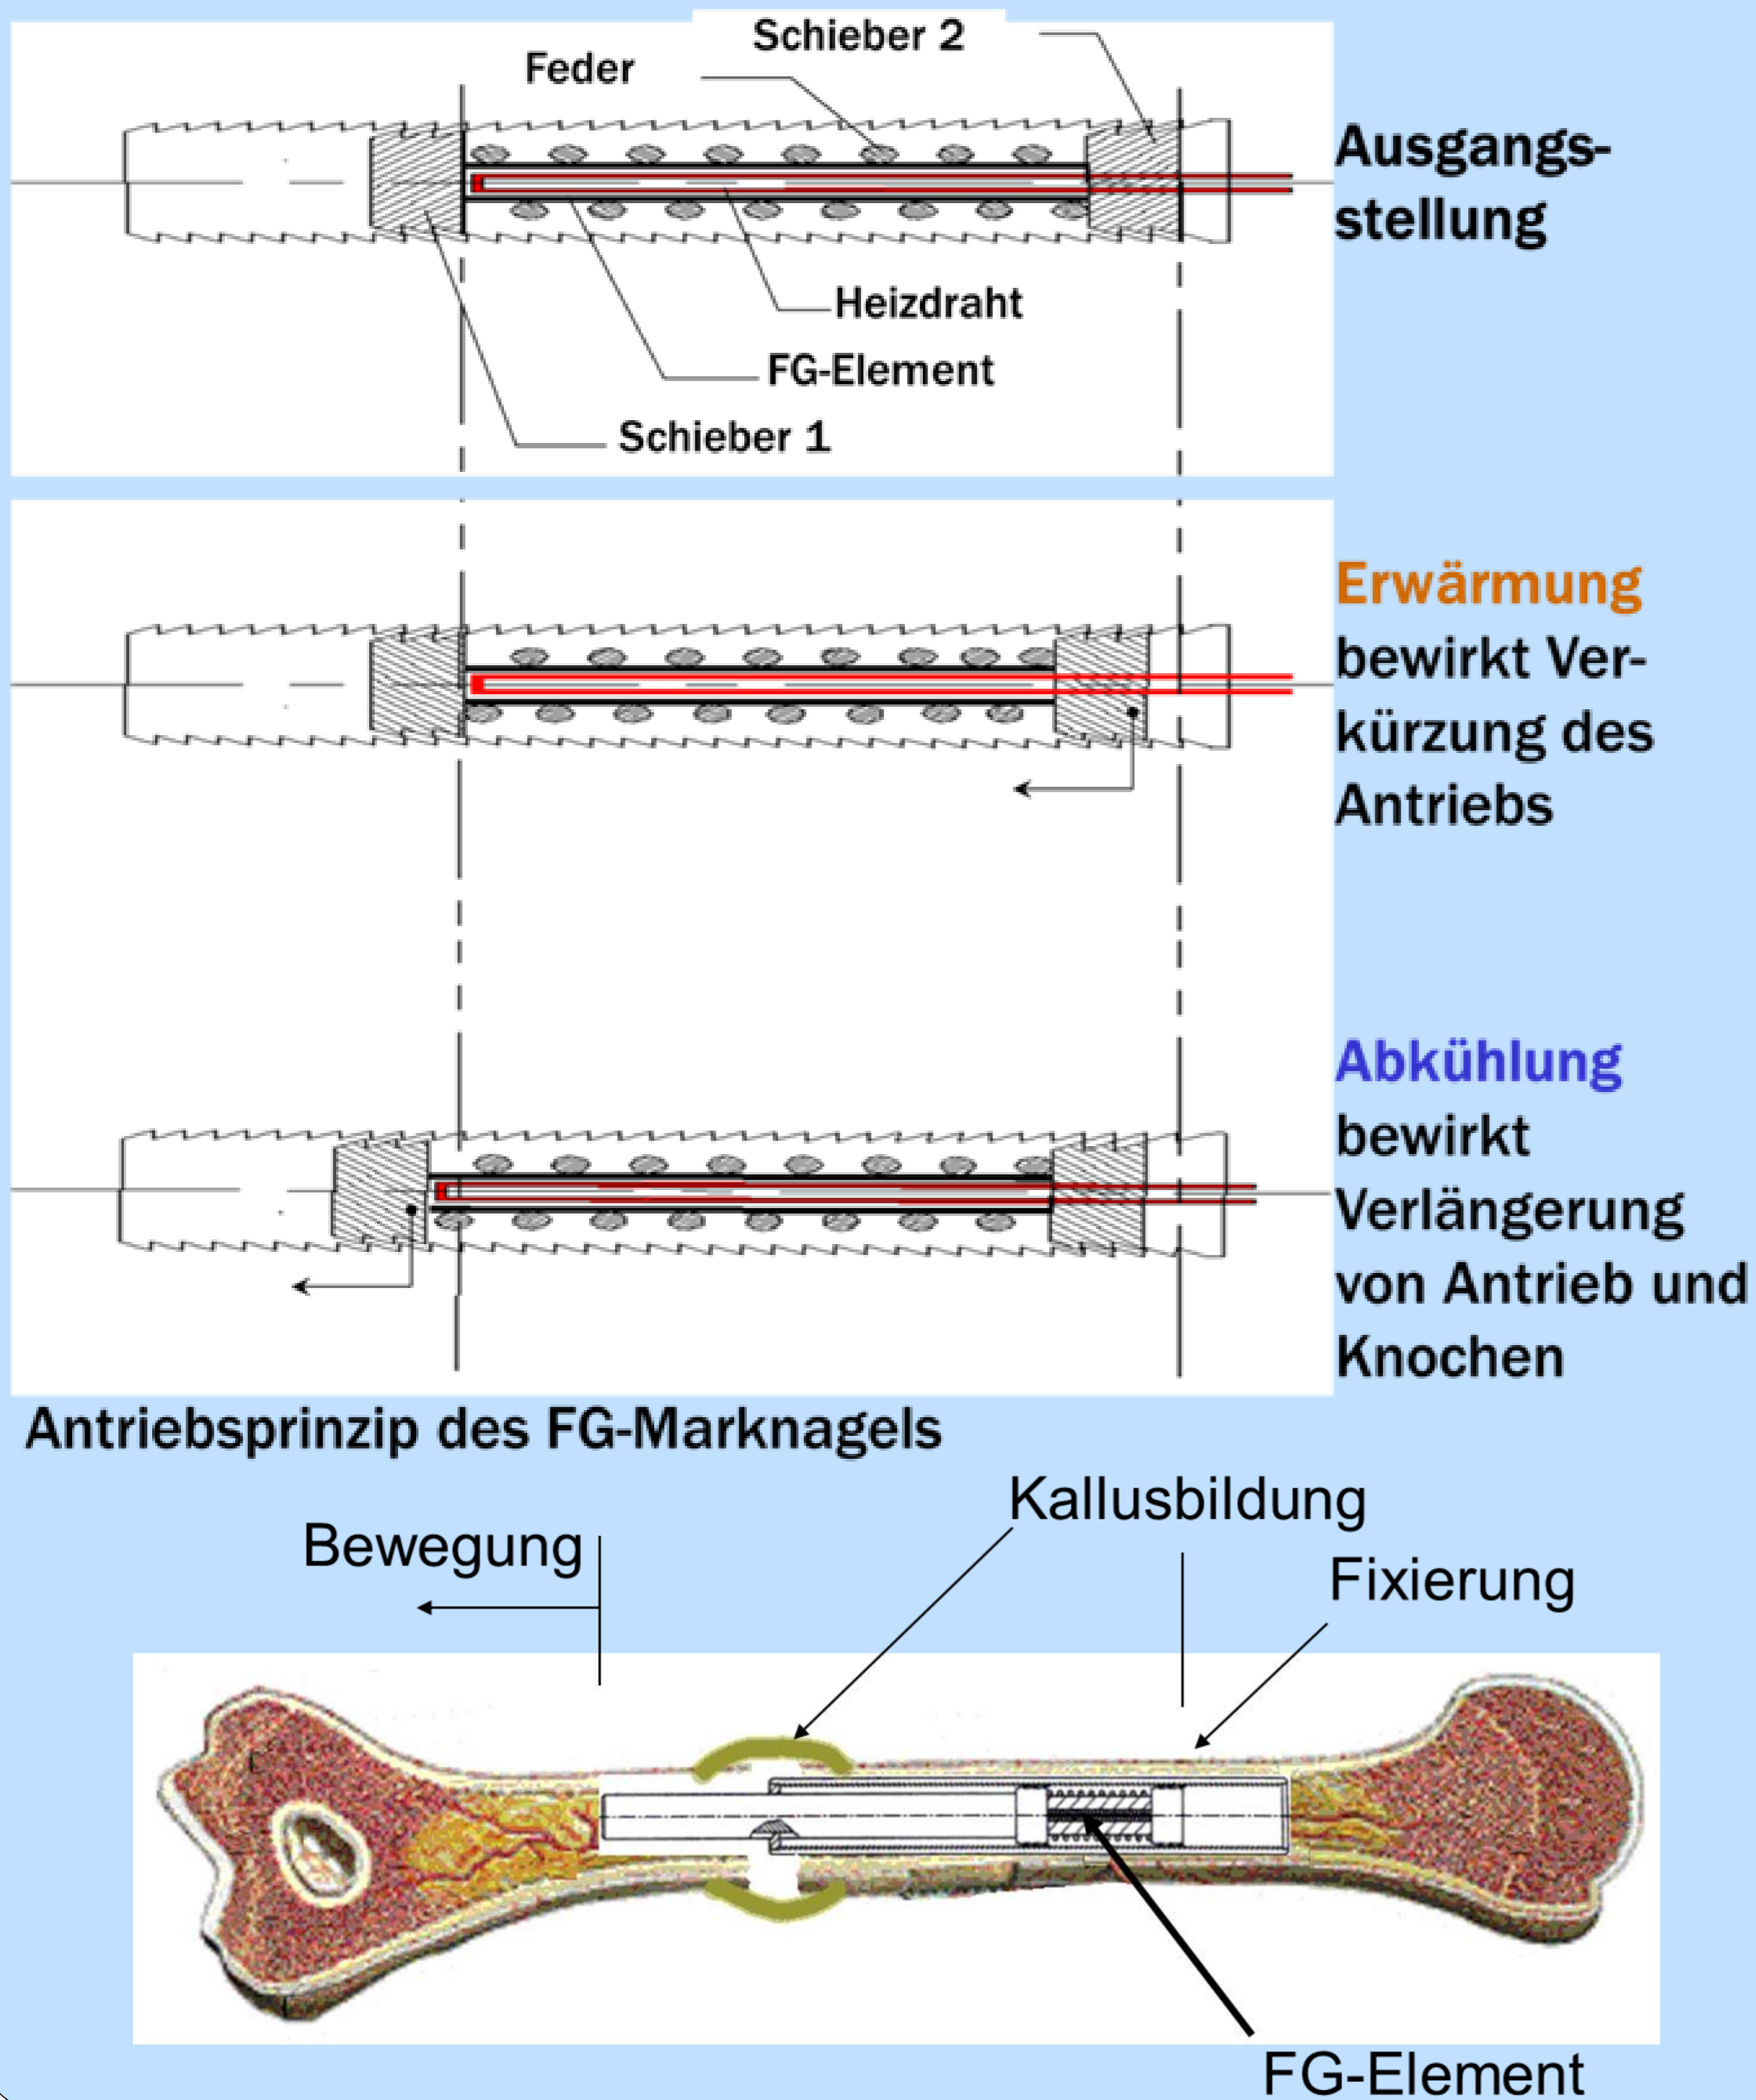 Schieber 2
Feder
Ausgangs-
stellung
Heizdraht
FG-Element
Schieber 1
Erwärmung
bewirkt Ver-
kürzung des
Antriebs
Abkühlung
bewirkt
Verlängerung
von Antrieb und
Knochen
Antriebsprinzip des FG-Marknagels
Kallusbildung
Bewegung
Fixierung
FG-Element